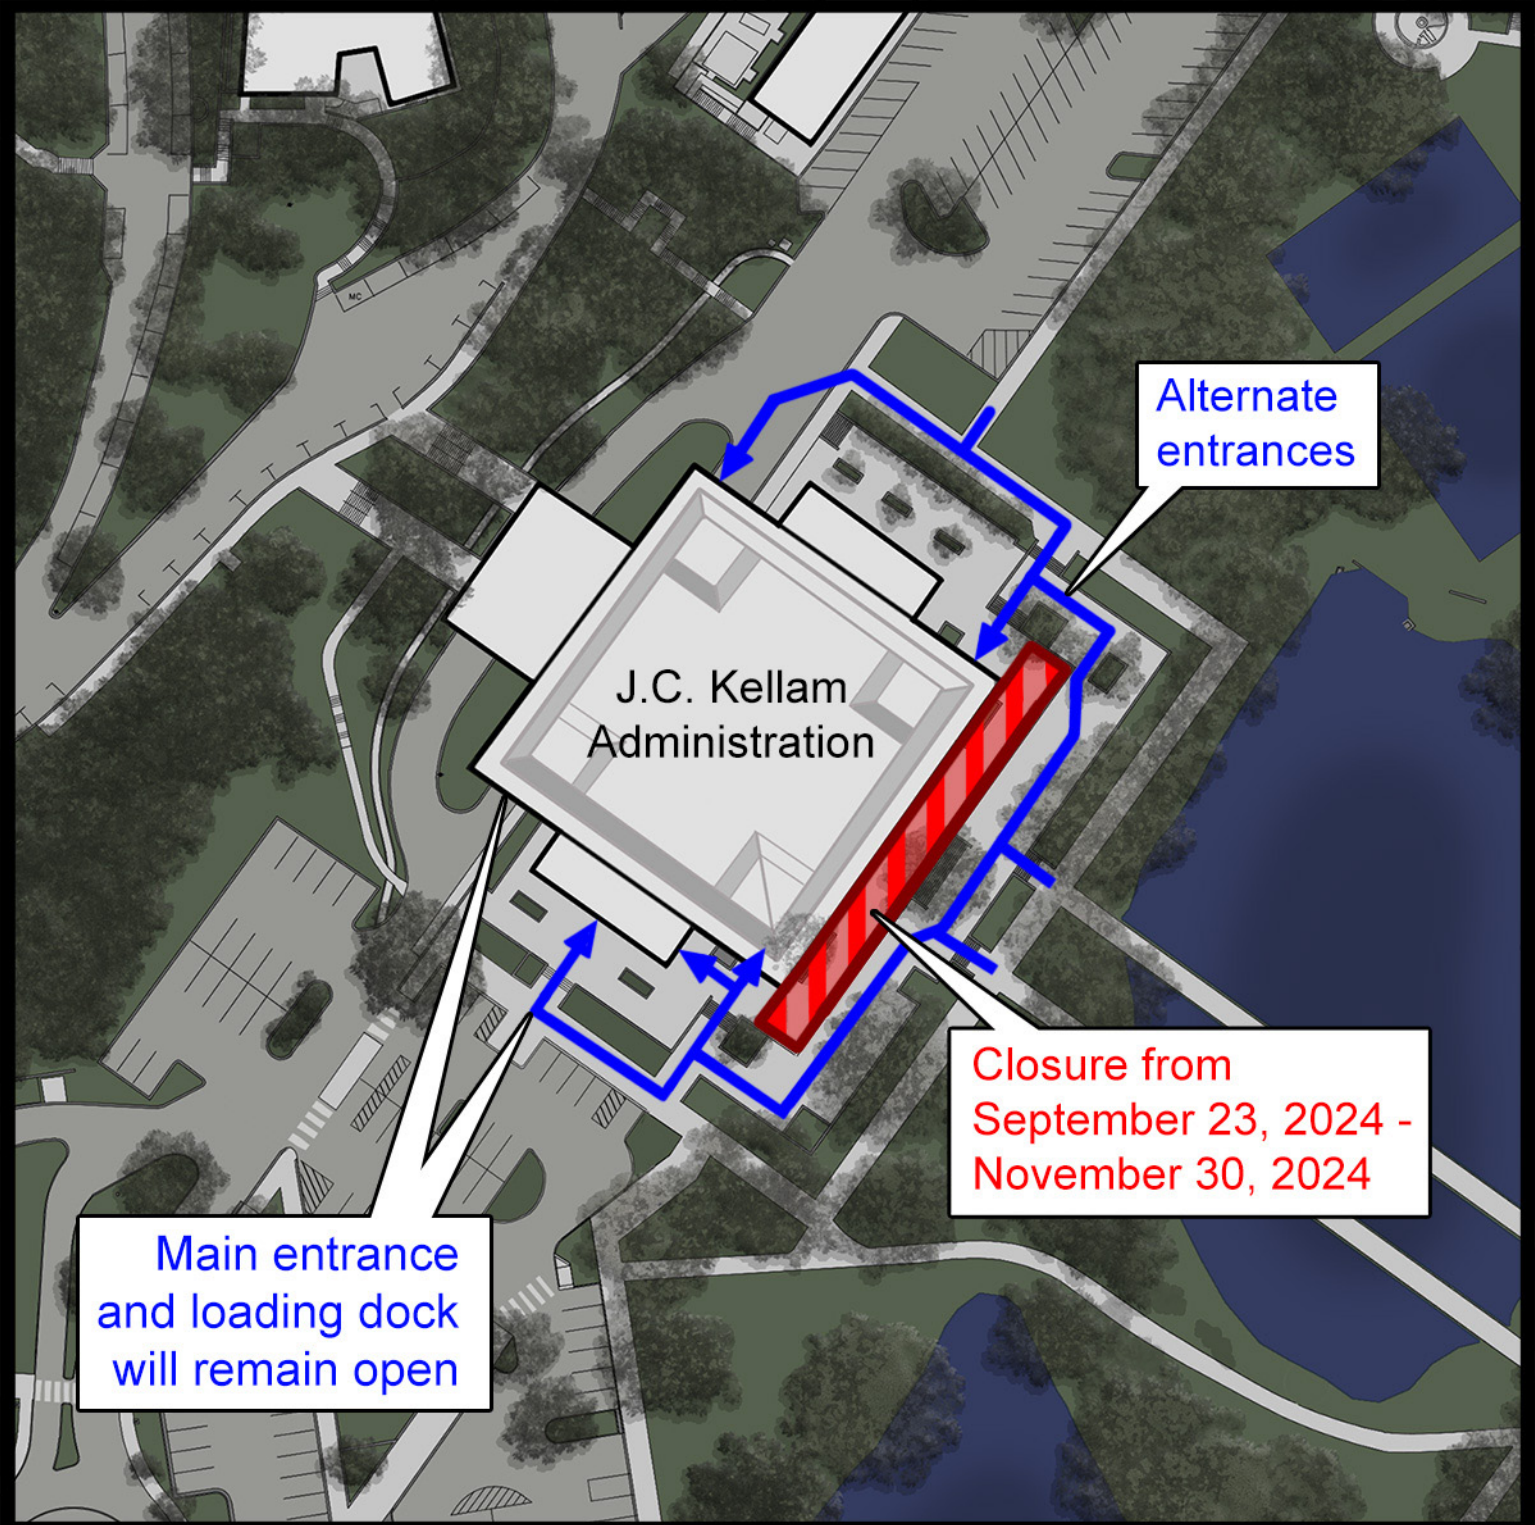 MC
Alternate
entrances
J.C. Kellam
Administration
Closure from
September 23, 2024 -
November 30, 2024
Main entrance
and loading dock
will remain open